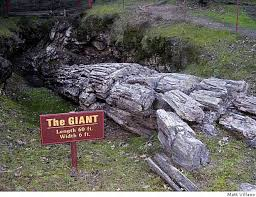 The GIANT
Length 60 ft.
Width 6 ft.
Matt Villano